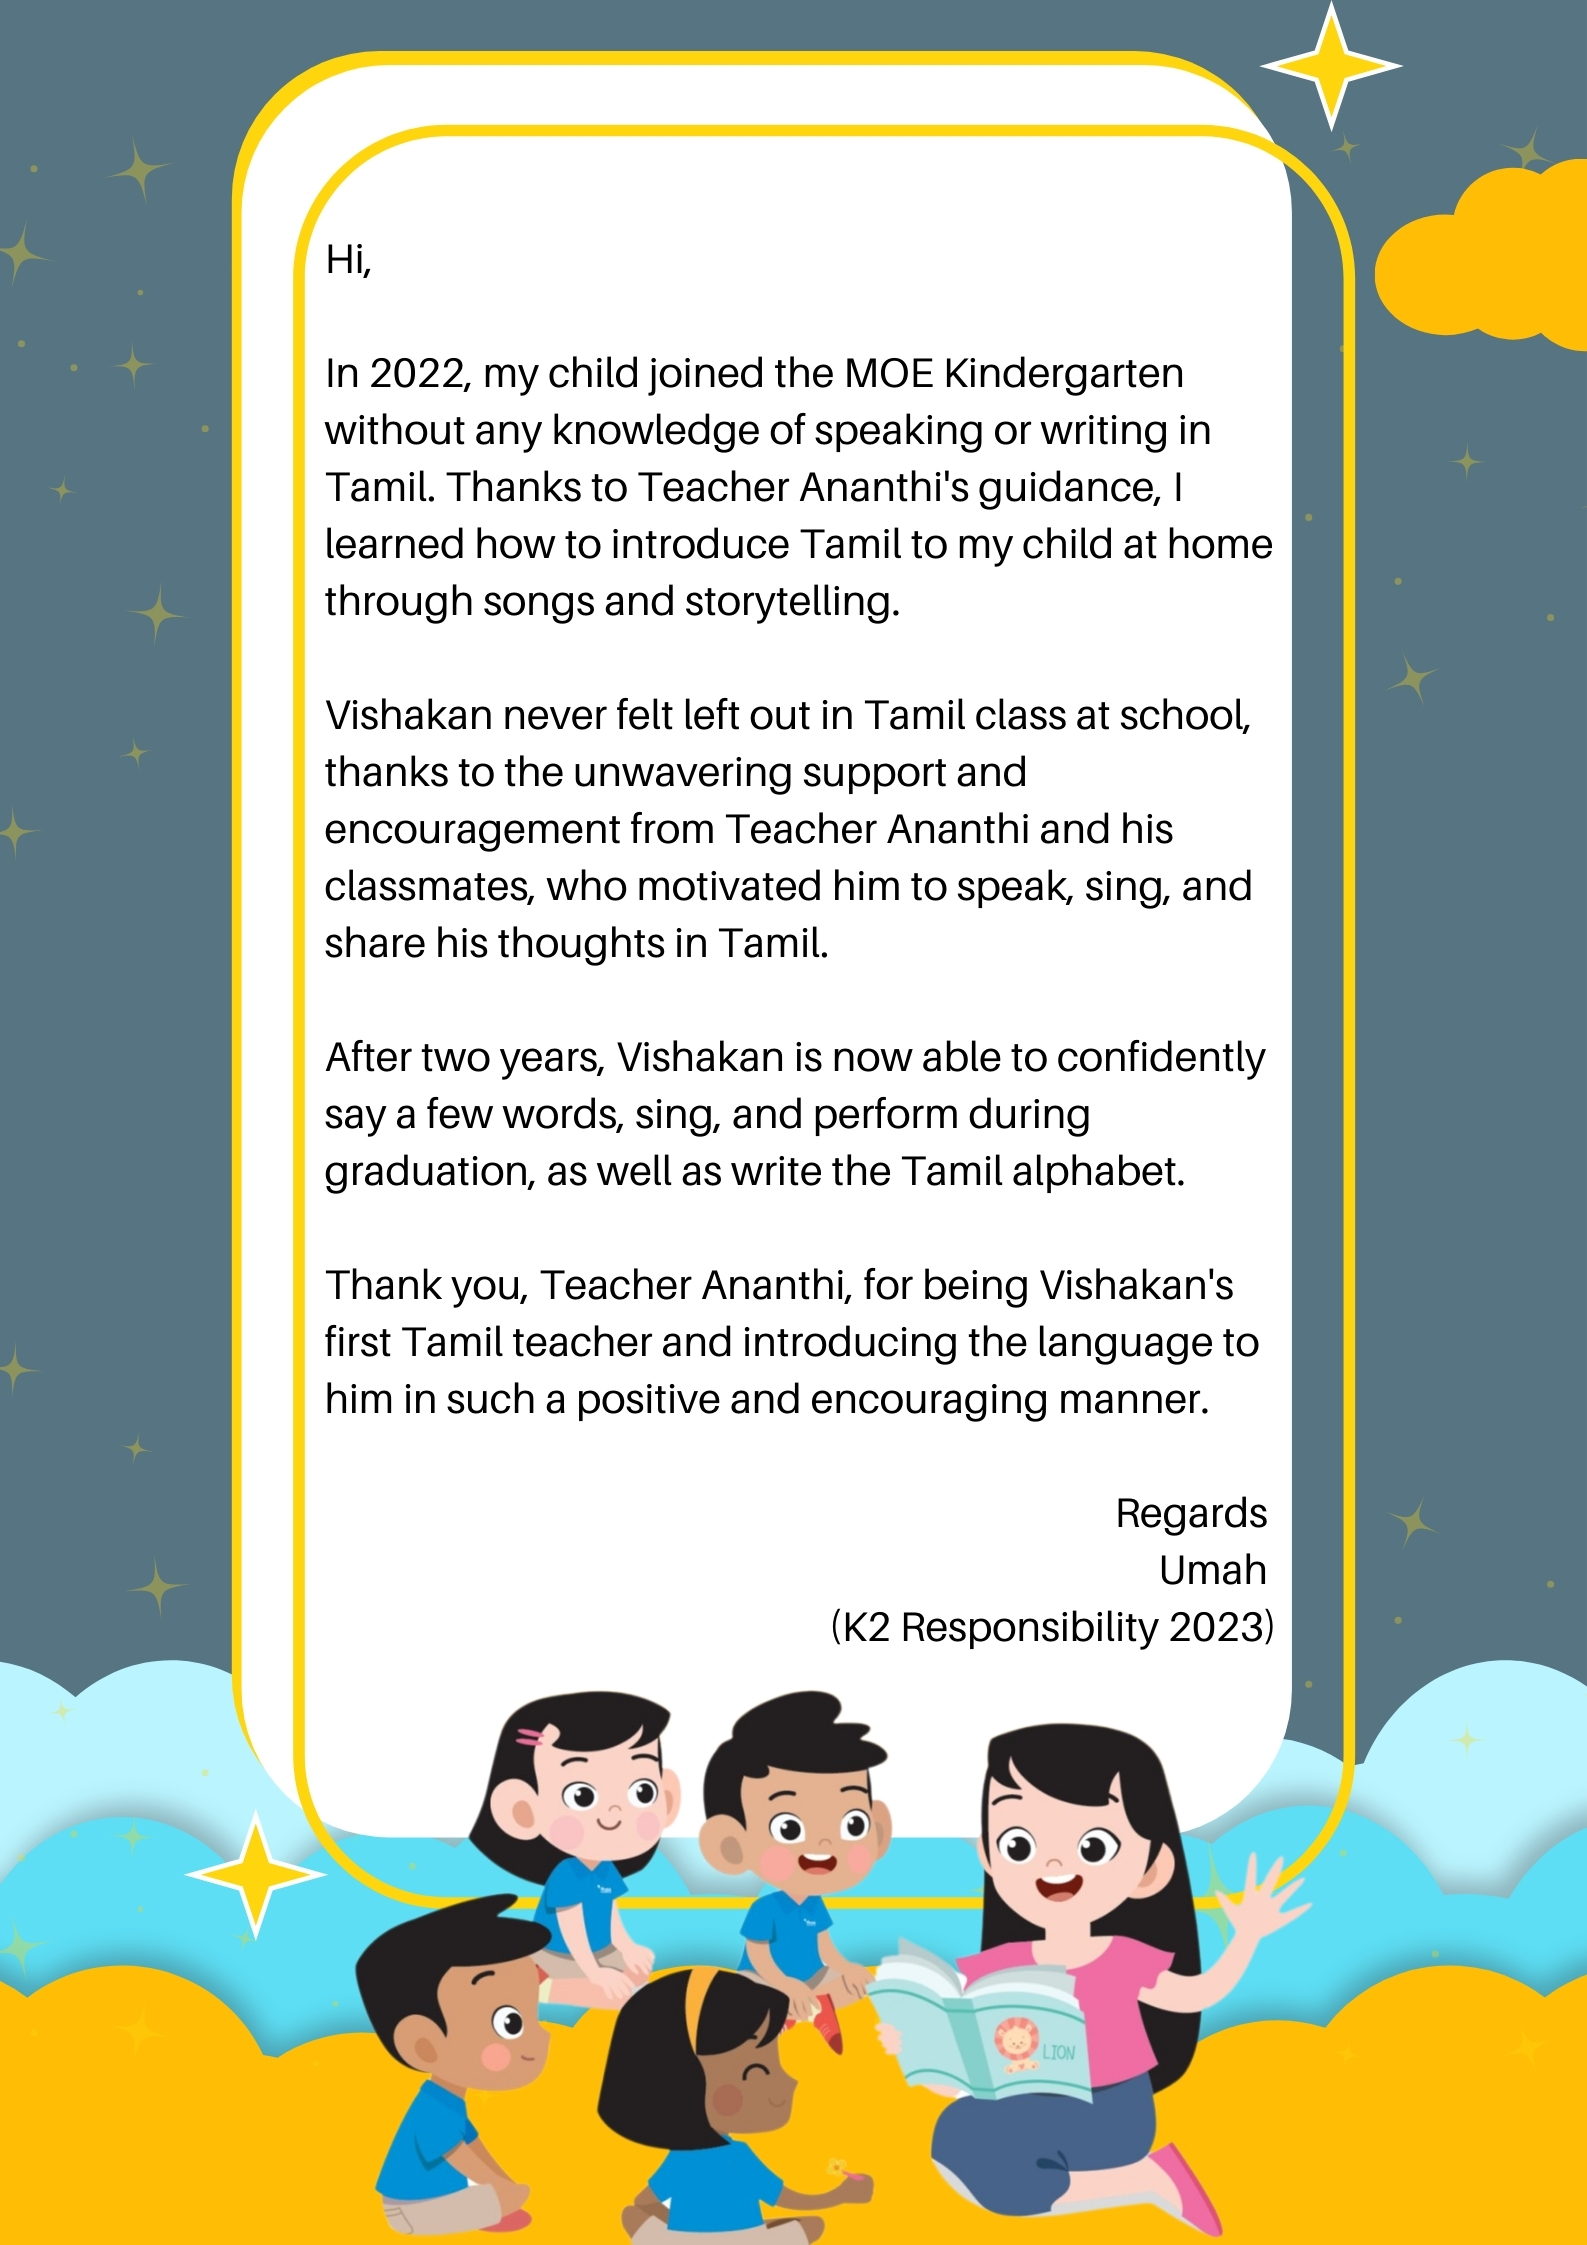 Hi,
In 2022, my child joined the MOE Kindergarten
without any knowledge of speaking or writing in
Tamil. Thanks to Teacher Ananthi's guidance, I
learned how to introduce Tamil to my child at home
through songs and storytelling.
Vishakan never felt left out in Tamil class at school,
thanks to the unwavering support and
encouragement from Teacher Ananthi and his
classmates, who motivated him to speak, sing, and
share his thoughts in Tamil.
After two years, Vishakan is now able to confidently
say a few words, sing, and perform during
graduation, as well as write the Tamil alphabet.
Thank you, Teacher Ananthi, for being Vishakan's
first Tamil teacher and introducing the language to
him in such a positive and encouraging manner.
Regards
Umah
(K2 Responsibility 2023)
LION